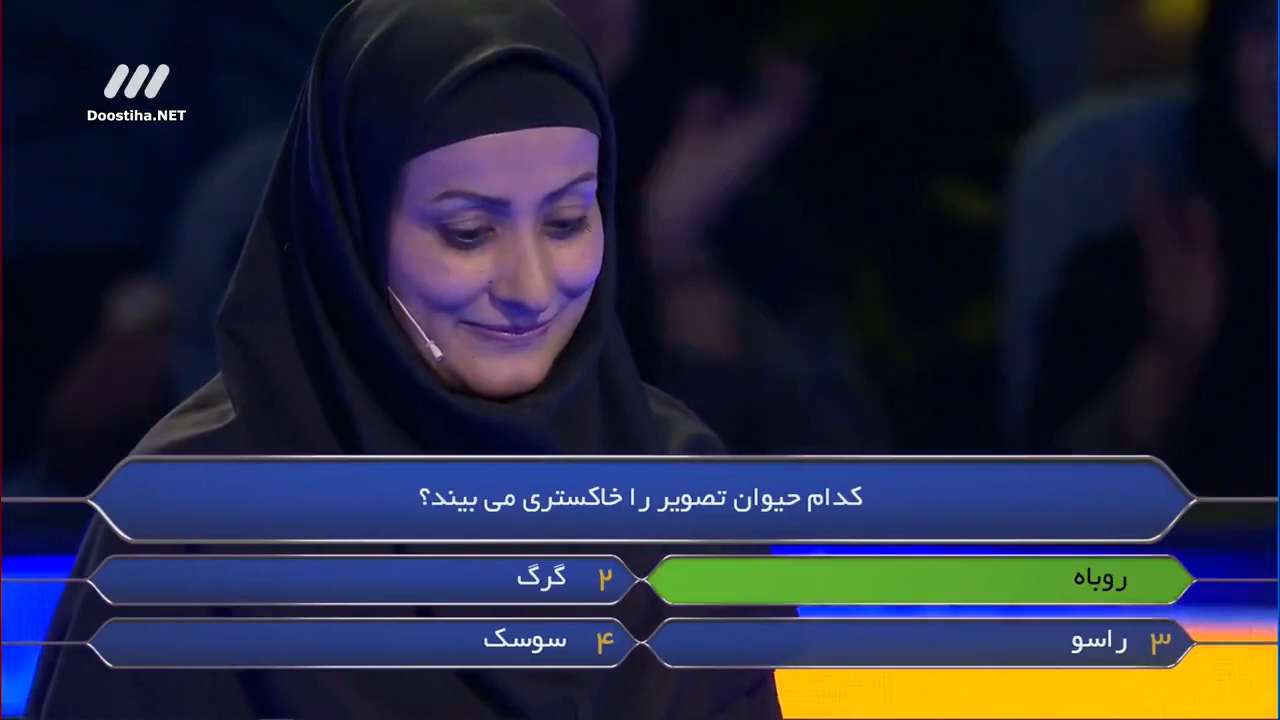 Doostiha.NET
کدام حیوان تصویر را خاکستری می بیند؟
روباه
۲ گرگ
۳ راسو
۴ سوسک